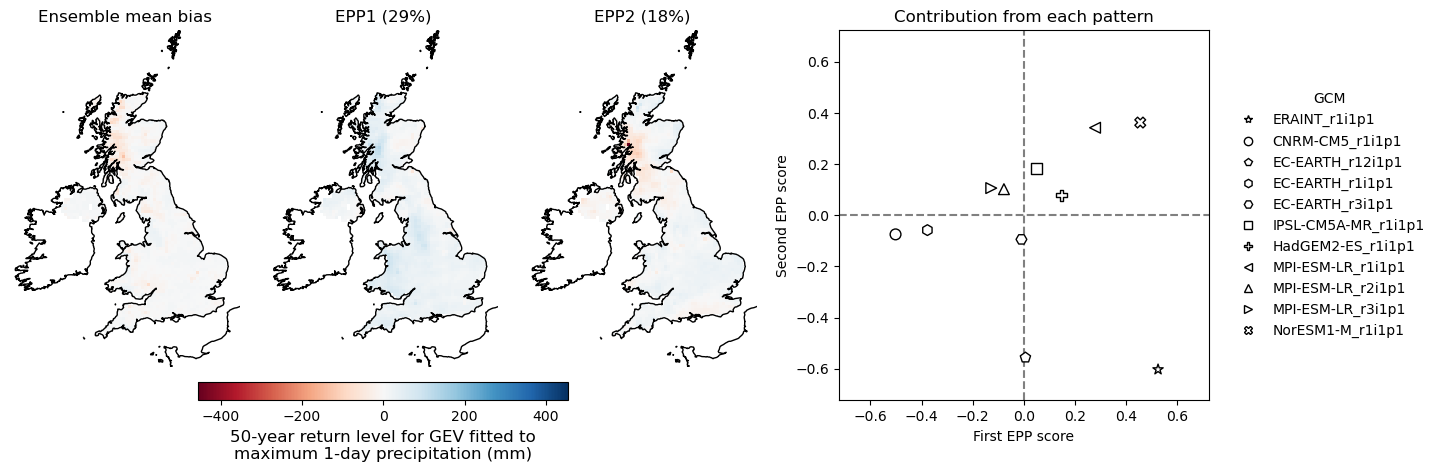 Ensemble mean bias
EPP1 (29%)
EPP2 (18%)
−400
−200
0
200
400
50-year return level for GEV fitted to
maximum 1-day precipitation (mm)
Contribution from each pattern
Second EPP score
0.6
0.4
0.2
0.0
−0.2
−0.4
−0.6
−0.6
−0.4
−0.2
0.0
0.2
0.4
0.6
First EPP score
GCM
ERAINT_r1i1p1
CNRM-CM5_r1i1p1
EC-EARTH_r12i1p1
EC-EARTH_r1i1p1
EC-EARTH_r3i1p1
IPSL-CM5A-MR_r1i1p1
HadGEM2-ES_r1i1p1
MPI-ESM-LR_r1i1p1
MPI-ESM-LR_r2i1p1
MPI-ESM-LR_r3i1p1
NorESM1-M_r1i1p1